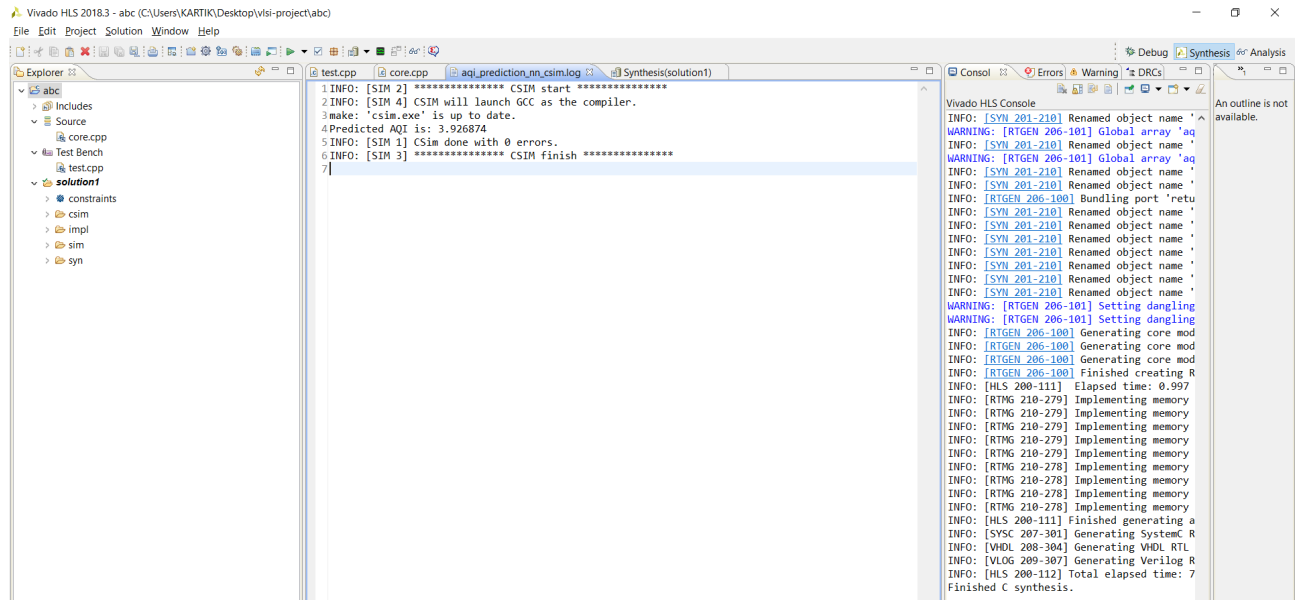 Vivado HLS 2018.3 - abc (C:\Users\KARTIK\Desktop\vlsi-project\abc)
File Edit Project Solution Window Help
Debug Synthesis Analysis
Explorer
abc
Includes
Source
core.cpp
Test Bench
test.cpp
solution1
constraints
csim
impl
sim
syn
test.cpp core.cpp aqi_prediction_nn_csim.log Synthesis(solution1)
1 INFO: [SIM 2] *************** CSIM start ***************
2 INFO: [SIM 4] CSIM will launch GCC as the compiler.
3 make: 'csim.exe' is up to date.
4 Predicted AQI is: 3.926874
5 INFO: [SIM 1] CSim done with 0 errors.
6 INFO: [SIM 3] *************** CSIM finish ***************
7
Consol Errors Warning DRCs
Vivado HLS Console
INFO: [SYN 201-210] Renamed object name '
WARNING: [RTGEN 206-101] Global array 'aq
INFO: [SYN 201-210] Renamed object name '
WARNING: [RTGEN 206-101] Global array 'aq
INFO: [SYN 201-210] Renamed object name '
INFO: [SYN 201-210] Renamed object name '
INFO: [RTGEN 206-100] Bundling port 'retu
INFO: [SYN 201-210] Renamed object name '
INFO: [SYN 201-210] Renamed object name '
INFO: [SYN 201-210] Renamed object name '
INFO: [SYN 201-210] Renamed object name '
INFO: [SYN 201-210] Renamed object name '
INFO: [SYN 201-210] Renamed object name '
INFO: [SYN 201-210] Renamed object name '
WARNING: [RTGEN 206-101] Setting dangling
WARNING: [RTGEN 206-101] Setting dangling
INFO: [RTGEN 206-100] Generating core mod
INFO: [RTGEN 206-100] Generating core mod
INFO: [RTGEN 206-100] Generating core mod
INFO: [RTGEN 206-100] Finished creating R
INFO: [HLS 200-111] Elapsed time: 0.997
INFO: [RTMG 210-279] Implementing memory
INFO: [RTMG 210-279] Implementing memory
INFO: [RTMG 210-279] Implementing memory
INFO: [RTMG 210-279] Implementing memory
INFO: [RTMG 210-279] Implementing memory
INFO: [RTMG 210-278] Implementing memory
INFO: [RTMG 210-278] Implementing memory
INFO: [RTMG 210-278] Implementing memory
INFO: [RTMG 210-278] Implementing memory
INFO: [HLS 200-111] Finished generating a
INFO: [SYSC 207-301] Generating SystemC R
INFO: [VHDL 208-304] Generating VHDL RTL
INFO: [VLOG 209-307] Generating Verilog R
INFO: [HLS 200-112] Total elapsed time: 7
Finished C synthesis.
1
An outline is not
available.